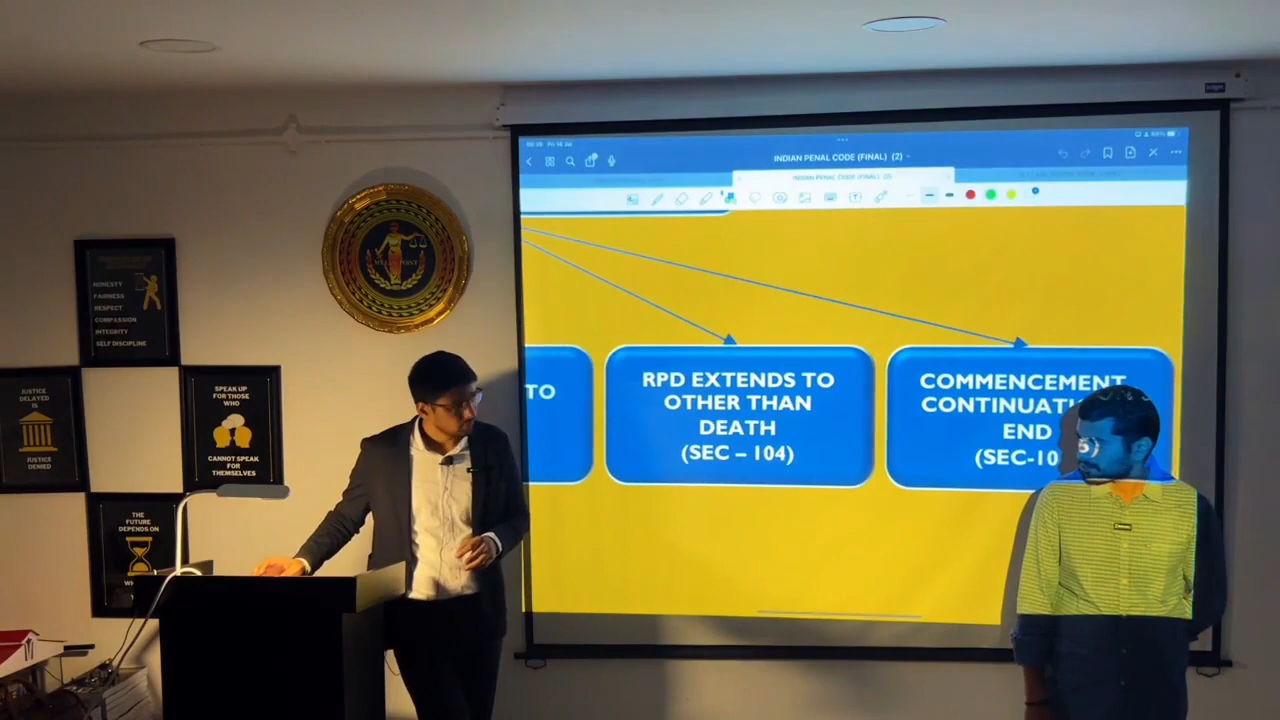 INDIAN PENAL CODE (FINAL) (2)
INDIAN PENAL CODE (FINAL) (2)
TO
RPD EXTENDS TO
OTHER THAN
DEATH
(SEC – 104)
COMMENCEMENT
CONTINUATI
END
(SEC-10
HONESTY
FAIRNESS
RESPECT
COMPASSION
INTEGRITY
SELF DISCIPLINE
JUSTICE
DELAYED
IS
JUSTICE
DENIED
SPEAK UP
FOR THOSE
WHO
CANNOT SPEAK
FOR
THEMSELVES
THE
FUTURE
DEPENDS ON